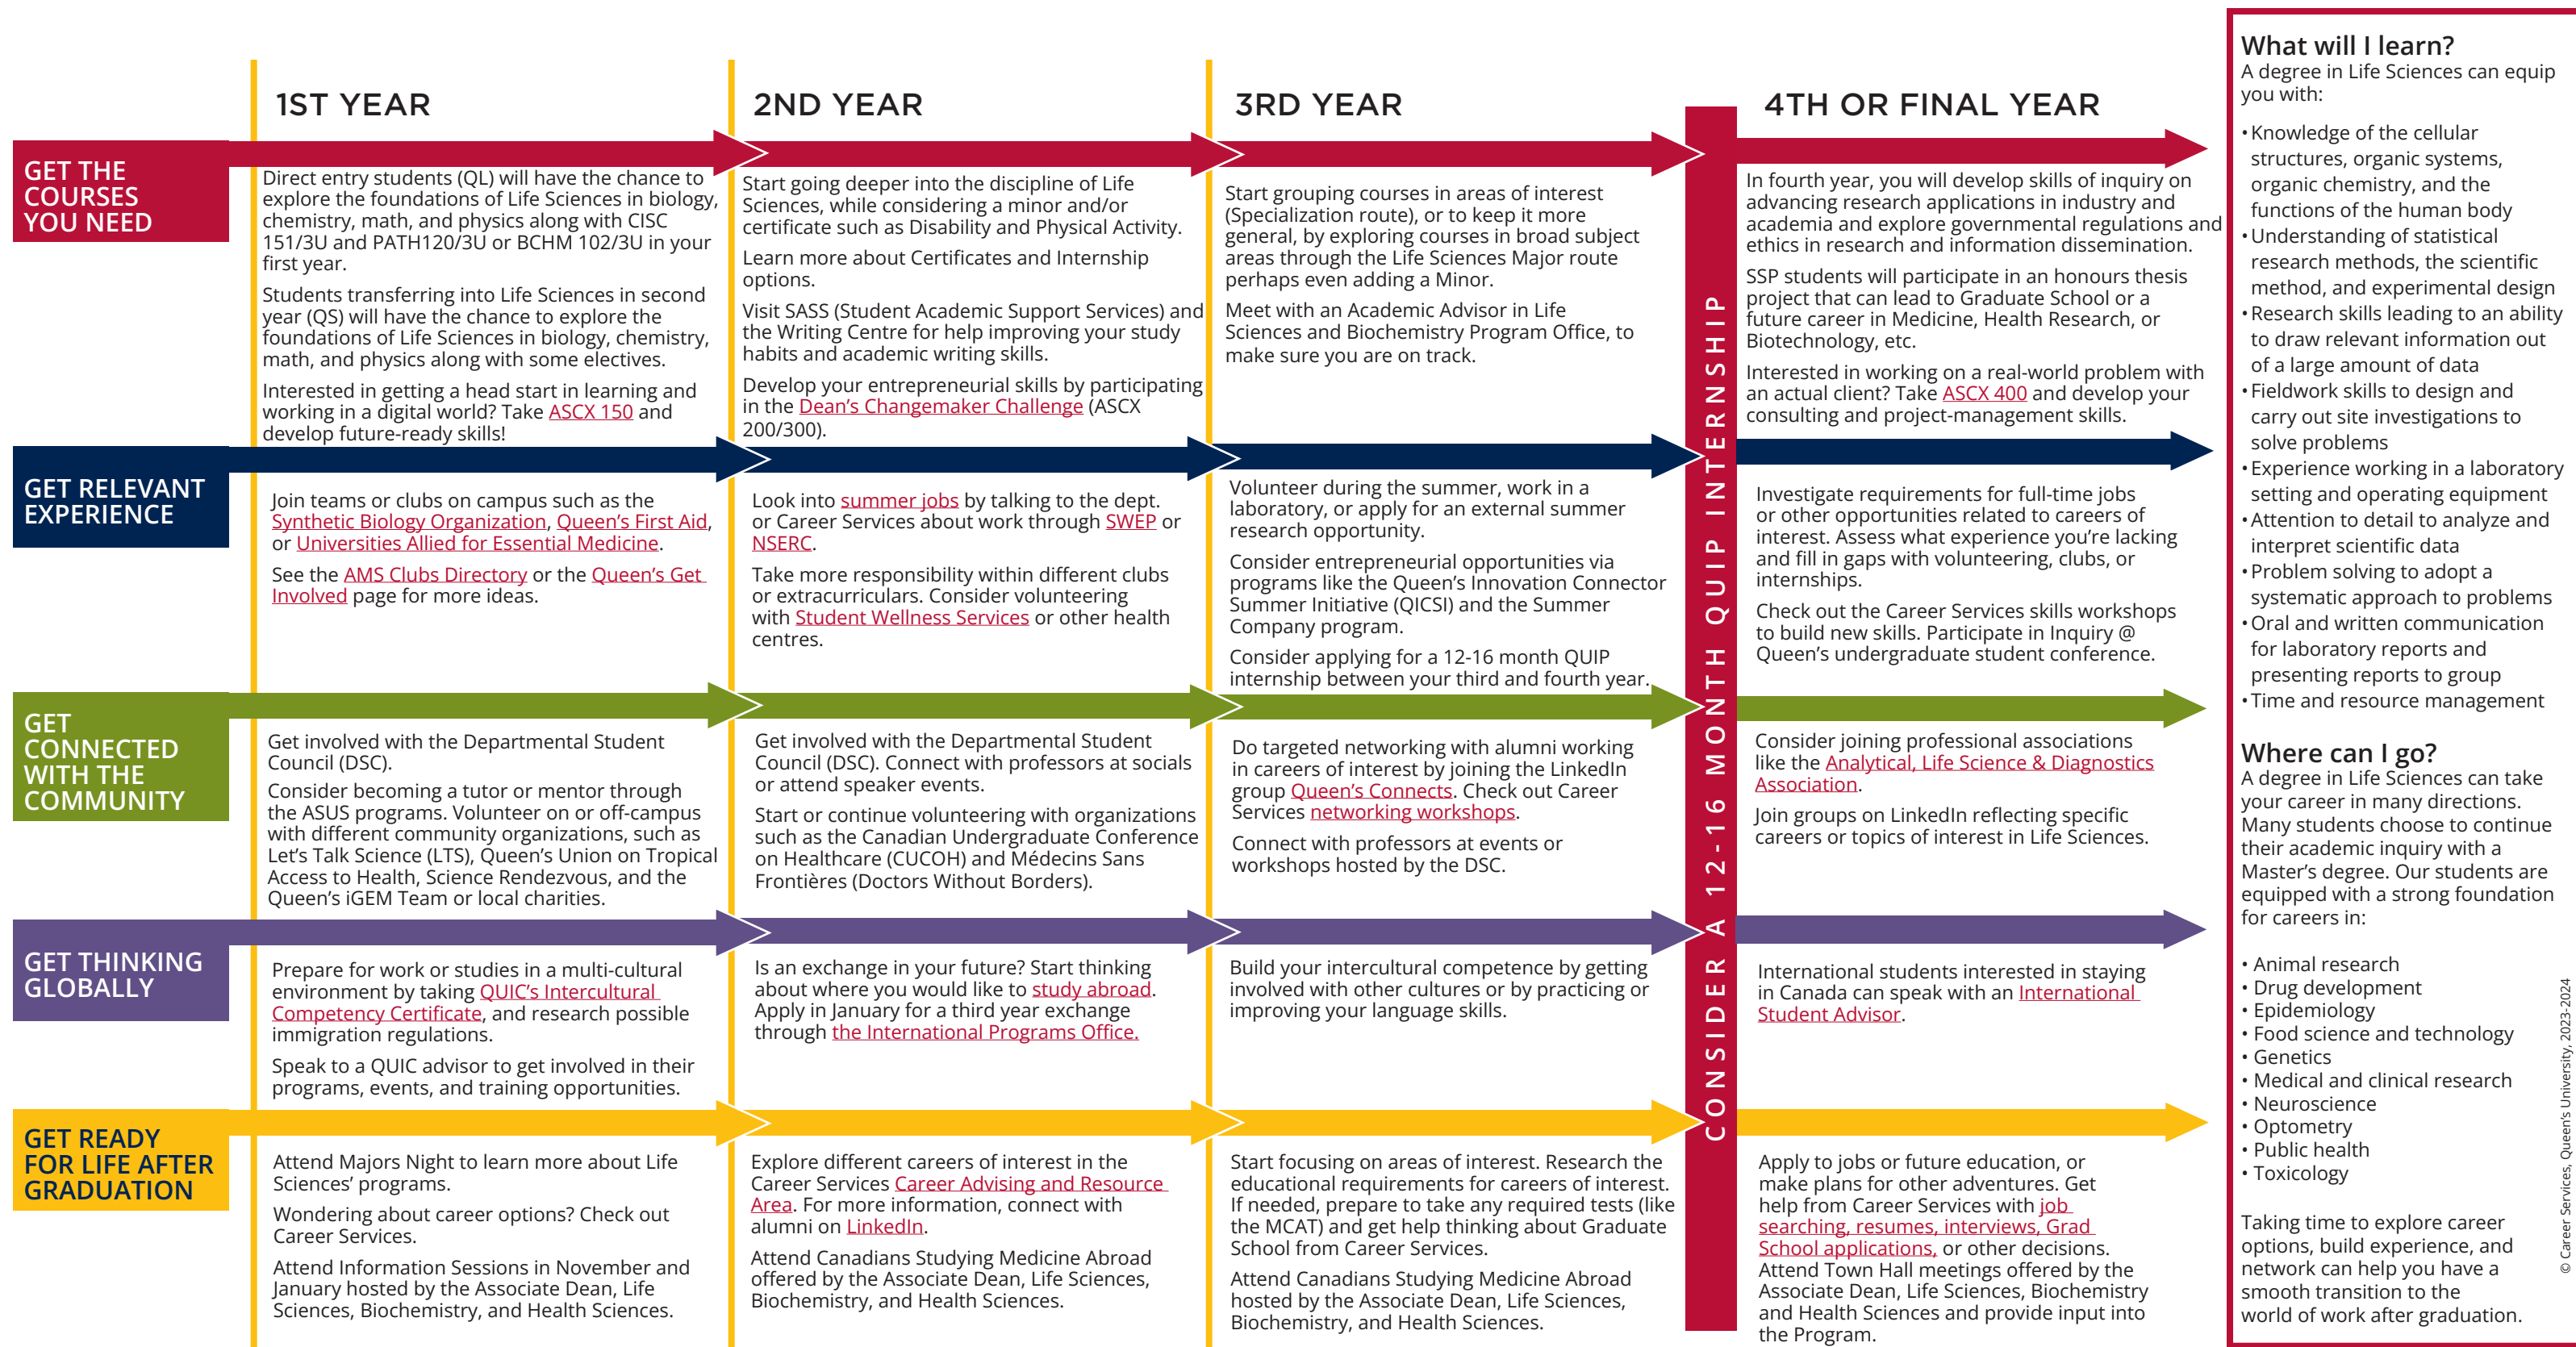 1ST YEAR
2ND YEAR
3RD YEAR
4TH OR FINAL YEAR
GET THE
COURSES
YOU NEED
Direct entry students (QL) will have the chance to
explore the foundations of Life Sciences in biology,
chemistry, math, and physics along with CISC
151/3U and PATH120/3U or BCHM 102/3U in your
first year.
Students transferring into Life Sciences in second
year (QS) will have the chance to explore the
foundations of Life Sciences in biology, chemistry,
math, and physics along with some electives.
Interested in getting a head start in learning and
working in a digital world? Take ASCX 150 and
develop future-ready skills!
Start going deeper into the discipline of Life
Sciences, while considering a minor and/or
certificate such as Disability and Physical Activity.
Learn more about Certificates and Internship
options.
Visit SASS (Student Academic Support Services) and
the Writing Centre for help improving your study
habits and academic writing skills.
Develop your entrepreneurial skills by participating
in the Dean's Changemaker Challenge (ASCX
200/300).
Start grouping courses in areas of interest
(Specialization route), or to keep it more
general, by exploring courses in broad subject
areas through the Life Sciences Major route
perhaps even adding a Minor.
Meet with an Academic Advisor in Life
Sciences and Biochemistry Program Office, to
make sure you are on track.
In fourth year, you will develop skills of inquiry on
advancing research applications in industry and
academia and explore governmental regulations and
ethics in research and information dissemination.
SSP students will participate in an honours thesis
project that can lead to Graduate School or a
future career in Medicine, Health Research, or
Biotechnology, etc.
Interested in working on a real-world problem with
an actual client? Take ASCX 400 and develop your
consulting and project-management skills.
GET RELEVANT
EXPERIENCE
Join teams or clubs on campus such as the
Synthetic Biology Organization, Queen's First Aid,
or Universities Allied for Essential Medicine.
See the AMS Clubs Directory or the Queen's Get
Involved page for more ideas.
Look into summer jobs by talking to the dept.
or Career Services about work through SWEP or
NSERC.
Take more responsibility within different clubs
or extracurriculars. Consider volunteering
with Student Wellness Services or other health
centres.
Volunteer during the summer, work in a
laboratory, or apply for an external summer
research opportunity.
Consider entrepreneurial opportunities via
programs like the Queen's Innovation Connector
Summer Initiative (QICSI) and the Summer
Company program.
Consider applying for a 12-16 month QUIP
internship between your third and fourth year.
Investigate requirements for full-time jobs
or other opportunities related to careers of
interest. Assess what experience you're lacking
and fill in gaps with volunteering, clubs, or
internships.
Check out the Career Services skills workshops
to build new skills. Participate in Inquiry @
Queen's undergraduate student conference.
GET
CONNECTED
WITH THE
COMMUNITY
Get involved with the Departmental Student
Council (DSC).
Consider becoming a tutor or mentor through
the ASUS programs. Volunteer on or off-campus
with different community organizations, such as
Let's Talk Science (LTS), Queen's Union on Tropical
Access to Health, Science Rendezvous, and the
Queen's iGEM Team or local charities.
Get involved with the Departmental Student
Council (DSC). Connect with professors at socials
or attend speaker events.
Start or continue volunteering with organizations
such as the Canadian Undergraduate Conference
on Healthcare (CUCOH) and Médecins Sans
Frontières (Doctors Without Borders).
Do targeted networking with alumni working
in careers of interest by joining the LinkedIn
group Queen's Connects. Check out Career
Services networking workshops.
Connect with professors at events or
workshops hosted by the DSC.
Consider joining professional associations
like the Analytical, Life Science & Diagnostics
Association.
Join groups on LinkedIn reflecting specific
careers or topics of interest in Life Sciences.
GET THINKING
GLOBALLY
Prepare for work or studies in a multi-cultural
environment by taking QUIC's Intercultural
Competency Certificate, and research possible
immigration regulations.
Speak to a QUIC advisor to get involved in their
programs, events, and training opportunities.
Is an exchange in your future? Start thinking
about where you would like to study abroad.
Apply in January for a third year exchange
through the International Programs Office.
Build your intercultural competence by getting
involved with other cultures or by practicing or
improving your language skills.
International students interested in staying
in Canada can speak with an International
Student Advisor.
GET READY
FOR LIFE AFTER
GRADUATION
Attend Majors Night to learn more about Life
Sciences' programs.
Wondering about career options? Check out
Career Services.
Attend Information Sessions in November and
January hosted by the Associate Dean, Life
Sciences, Biochemistry, and Health Sciences.
Explore different careers of interest in the
Career Services Career Advising and Resource
Area. For more information, connect with
alumni on LinkedIn.
Attend Canadians Studying Medicine Abroad
offered by the Associate Dean, Life Sciences,
Biochemistry, and Health Sciences.
Start focusing on areas of interest. Research the
educational requirements for careers of interest.
If needed, prepare to take any required tests (like
the MCAT) and get help thinking about Graduate
School from Career Services.
Attend Canadians Studying Medicine Abroad
hosted by the Associate Dean, Life Sciences,
Biochemistry, and Health Sciences.
Apply to jobs or future education, or
make plans for other adventures. Get
help from Career Services with job
searching, resumes, interviews, Grad
School applications, or other decisions.
Attend Town Hall meetings offered by the
Associate Dean, Life Sciences, Biochemistry
and Health Sciences and provide input into
the Program.
CONSIDER A 12-16 MONTH QUIP INTERNSHIP
What will I learn?
A degree in Life Sciences can equip
you with:
• Knowledge of the cellular
structures, organic systems,
organic chemistry, and the
functions of the human body
• Understanding of statistical
research methods, the scientific
method, and experimental design
• Research skills leading to an ability
to draw relevant information out
of a large amount of data
• Fieldwork skills to design and
carry out site investigations to
solve problems
• Experience working in a laboratory
setting and operating equipment
• Attention to detail to analyze and
interpret scientific data
• Problem solving to adopt a
systematic approach to problems
• Oral and written communication
for laboratory reports and
presenting reports to group
• Time and resource management
Where can I go?
A degree in Life Sciences can take
your career in many directions.
Many students choose to continue
their academic inquiry with a
Master's degree. Our students are
equipped with a strong foundation
for careers in:
• Animal research
• Drug development
• Epidemiology
• Food science and technology
• Genetics
• Medical and clinical research
• Neuroscience
• Optometry
• Public health
• Toxicology
Taking time to explore career
options, build experience, and
network can help you have a
smooth transition to the
world of work after graduation.
© Career Services, Queen's University, 2023-2024